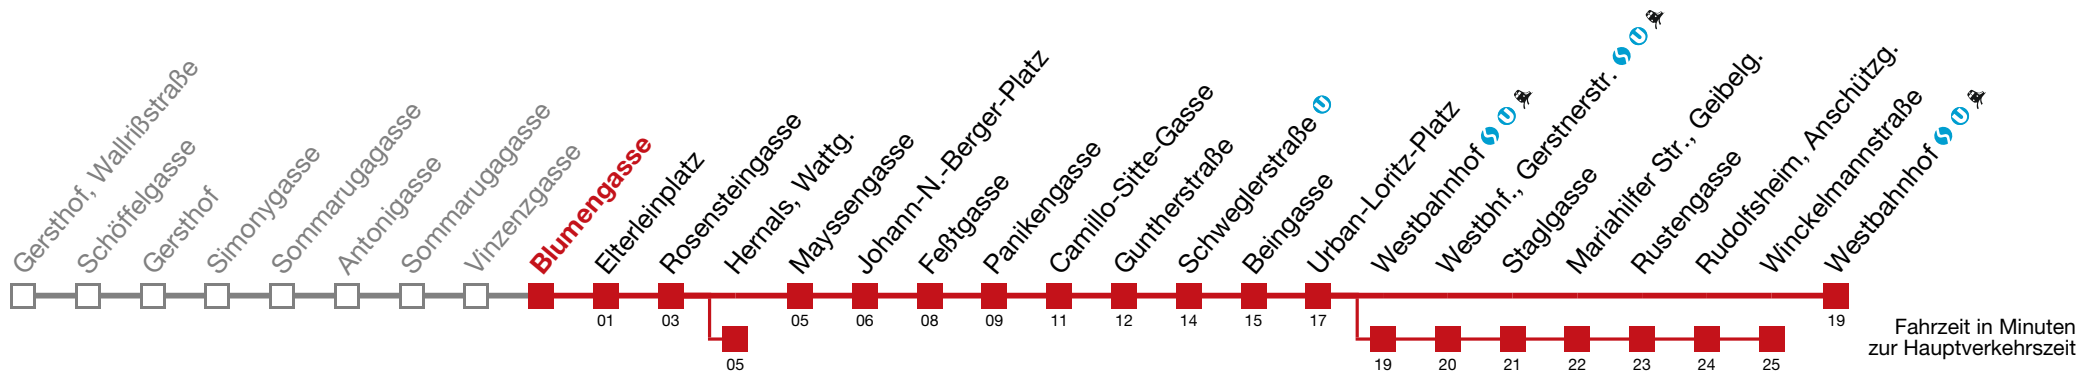 Gersthof, Wallrißstraße
Schöffelgasse
Gersthof
Simonygasse
Sommarugagasse
Antonigasse
Sommarugagasse
Vinzenzgasse
Blumengasse
Elterleinplatz
Rosensteingasse
Hernals, Wattg.
Mayssengasse
Johann-N.-Berger-Platz
Feßtgasse
Panikengasse
Camillo-Sitte-Gasse
Guntherstraße
Schweglerstraße U
Beingasse
Urban-Loritz-Platz
Westbahnhof S U
Westbhf., Gerstnerstr. S U
Staglgasse
Mariahilfer Str., Geibelg.
Rustengasse
Rudolfsheim, Anschützg.
Winckelmannstraße
Westbahnhof S U
01 03 05 06 08 09 11 12 14 15 17 19
05 19 20 21 22 23 24 25
Fahrzeit in Minuten
zur Hauptverkehrszeit